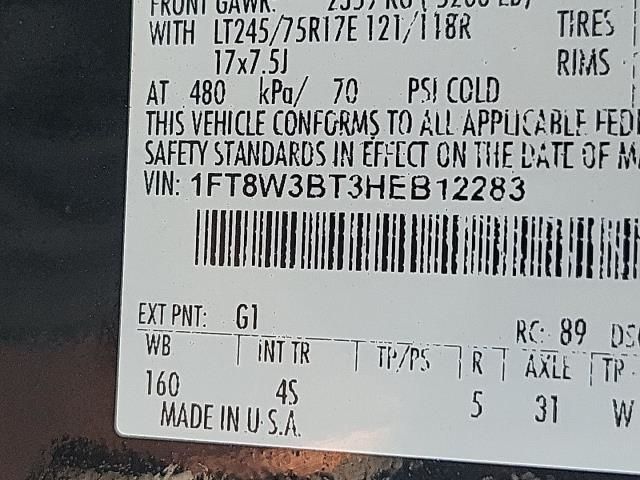 FRONT GAWR:
WITH LT245/75R17E 121/118R TIRES
17x7.5J RIMS
AT 480 kPa/ 70 PSI COLD
THIS VEHICLE CONFORMS TO ALL APPLICABLE FED
SAFETY STANDARDS IN EFFECT ON THE DATE OF M
VIN: 1FT8W3BT3HEB12283
EXT PNT: G1 RC: 89 DS
WB INT TR TP/PS R AXLE TP
160 4S 5 31 W
MADE IN U.S.A.